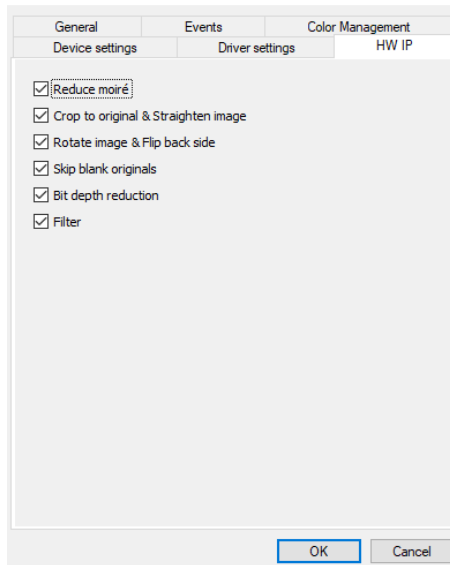 General Events Color Management
Device settings Driver settings HW IP
Reduce moiré
Crop to original & Straighten image
Rotate image & Flip back side
Skip blank originals
Bit depth reduction
Filter
OK Cancel